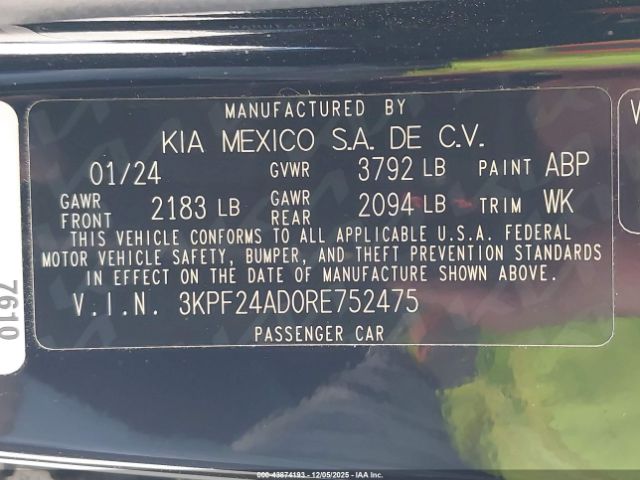 MANUFACTURED BY
KIA MEXICO S.A. DE C.V.
01/24 GVWR 3792 LB PAINT ABP
GAWR FRONT 2183 LB GAWR REAR 2094 LB TRIM WK
THIS VEHICLE CONFORMS TO ALL APPLICABLE U.S.A. FEDERAL
MOTOR VEHICLE SAFETY, BUMPER, AND THEFT PREVENTION STANDARDS
IN EFFECT ON THE DATE OF MANUFACTURE SHOWN ABOVE.
V.I.N. 3KPF24AD0RE752475
PASSENGER CAR
7610
000-43874193 - 12/05/2025 - IAA Inc.